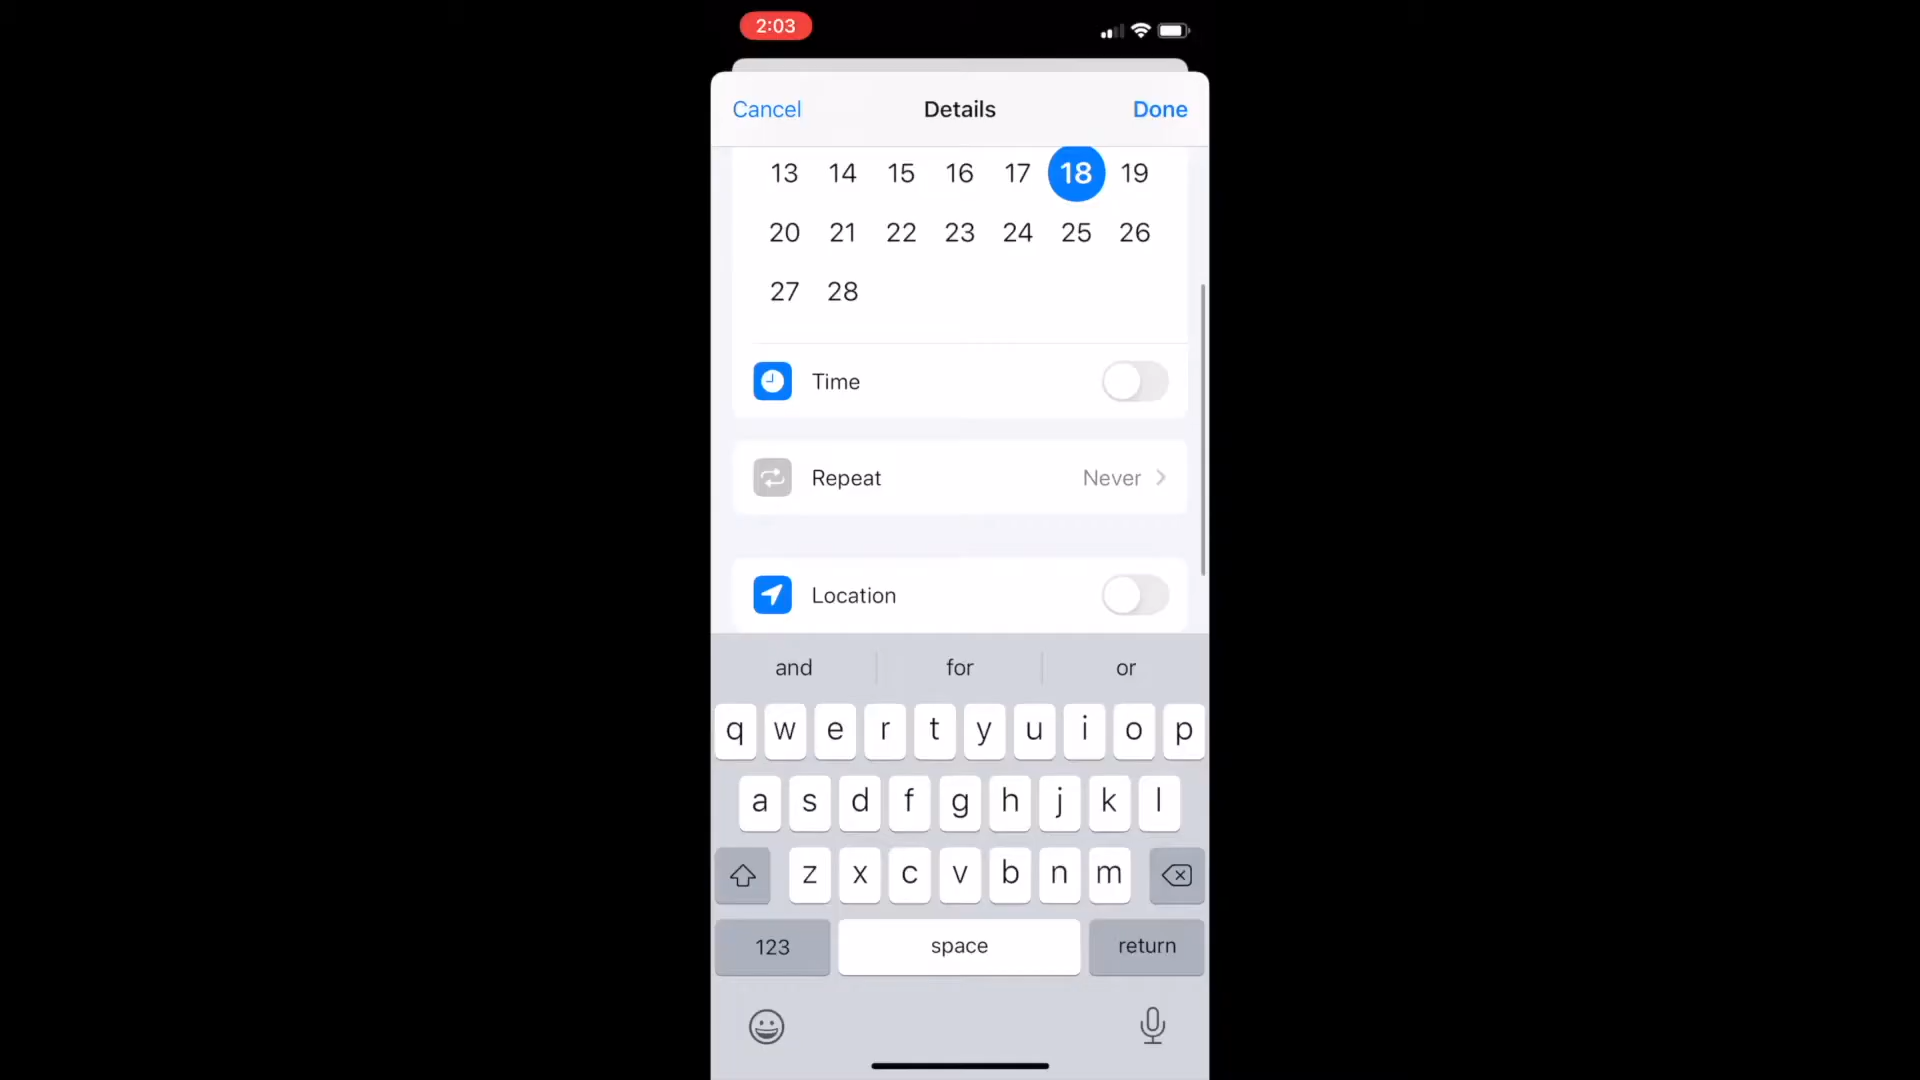 2:03
Cancel Details Done
13 14 15 16 17 18 19
20 21 22 23 24 25 26
27 28
Time
Repeat Never
Location
and for or
q w e r t y u i o p
a s d f g h j k l
z x c v b n m
123 space return